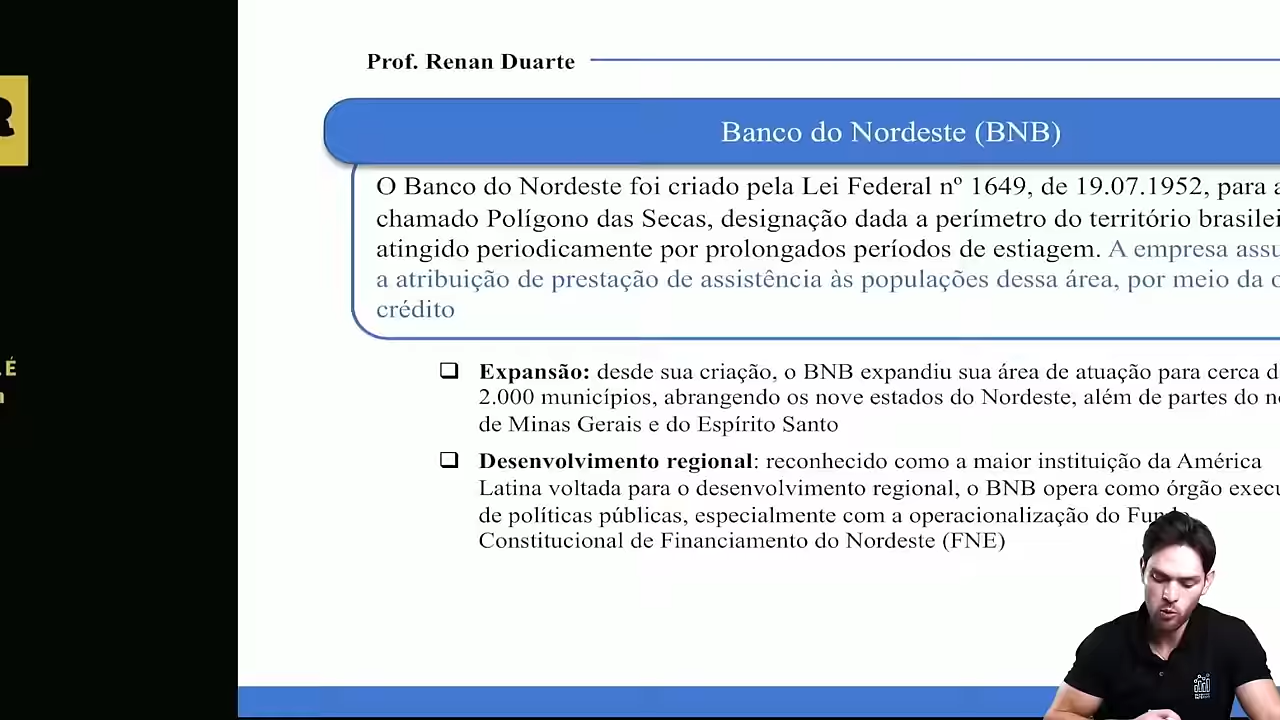 Prof. Renan Duarte
Banco do Nordeste (BNB)
O Banco do Nordeste foi criado pela Lei Federal nº 1649, de 19.07.1952, para a
chamado Polígono das Secas, designação dada a perímetro do território brasilei
atingido periodicamente por prolongados períodos de estiagem. A empresa assu
a atribuição de prestação de assistência às populações dessa área, por meio da o
crédito
❑ Expansão: desde sua criação, o BNB expandiu sua área de atuação para cerca d
2.000 municípios, abrangendo os nove estados do Nordeste, além de partes do no
de Minas Gerais e do Espírito Santo
❑ Desenvolvimento regional: reconhecido como a maior instituição da América
Latina voltada para o desenvolvimento regional, o BNB opera como órgão execu
de políticas públicas, especialmente com a operacionalização do Fundo
Constitucional de Financiamento do Nordeste (FNE)
R
É